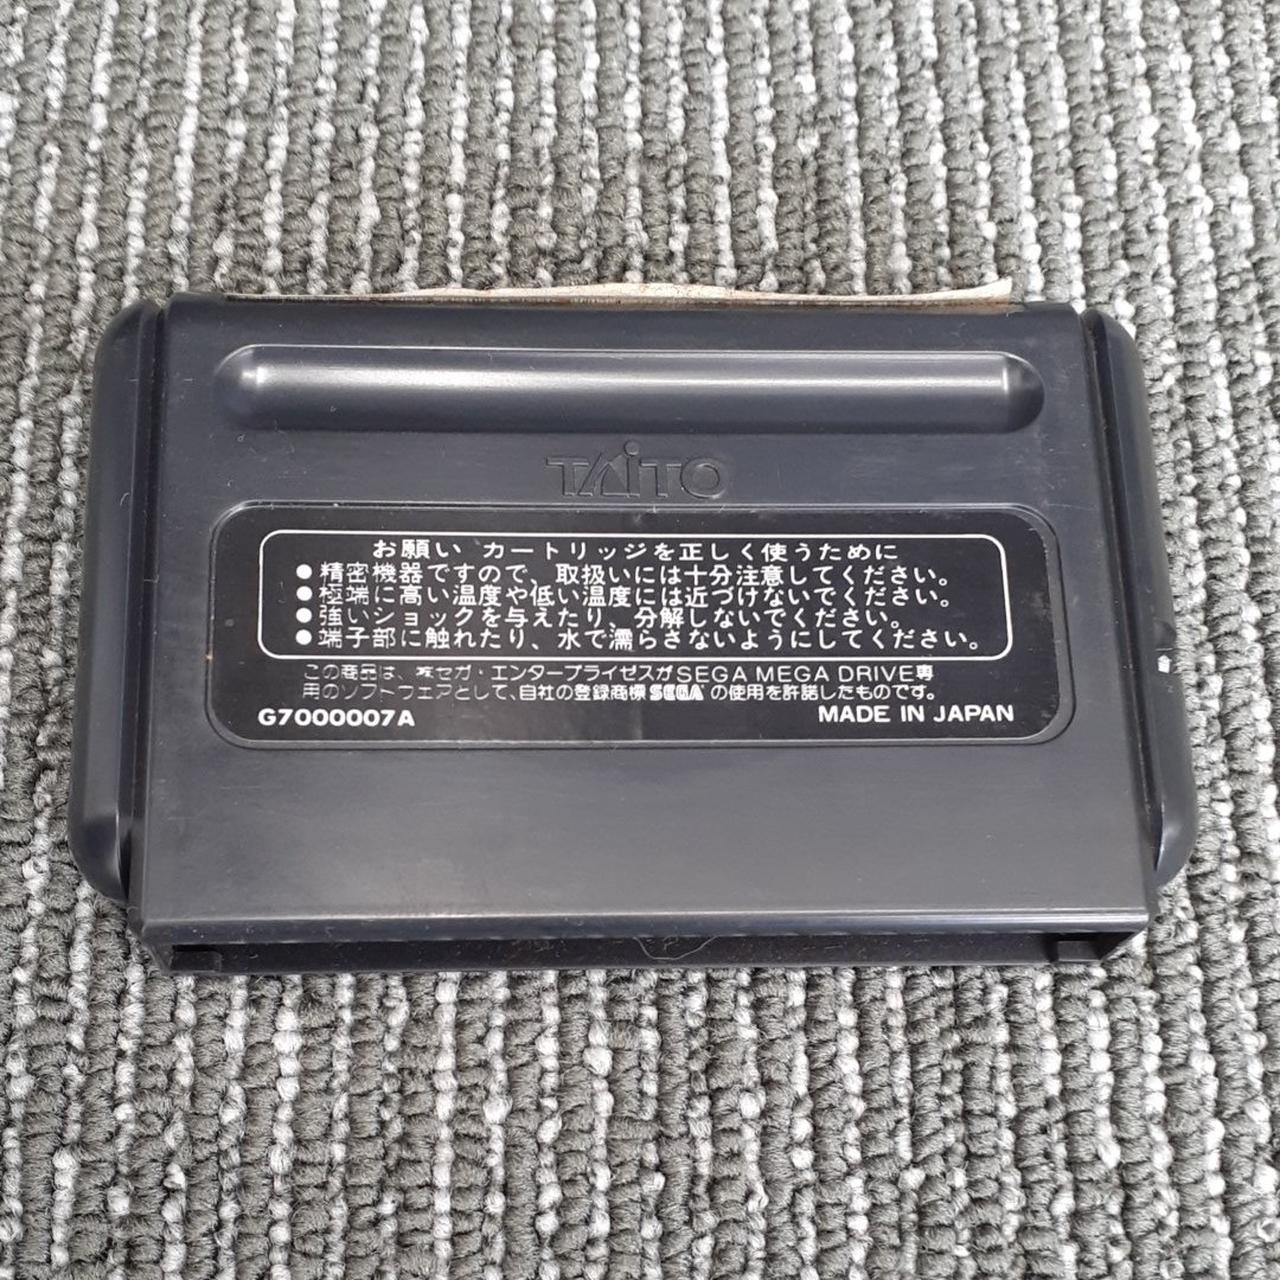 TAITO
お願い カートリッジを正しく使うために
●精密機器ですので、取扱いには十分注意してください。
●極端に高い温度や低い温度には近づけないでください。
●強いショックを与えたり、分解しないでください。
●端子部に触れたり、水で濡らさないようにしてください。
この商品は、㈱セガ・エンタープライゼスがSEGA MEGA DRIVE専
用のソフトウェアとして、自社の登録商標SEGAの使用を許諾したものです。
G7000007A
MADE IN JAPAN